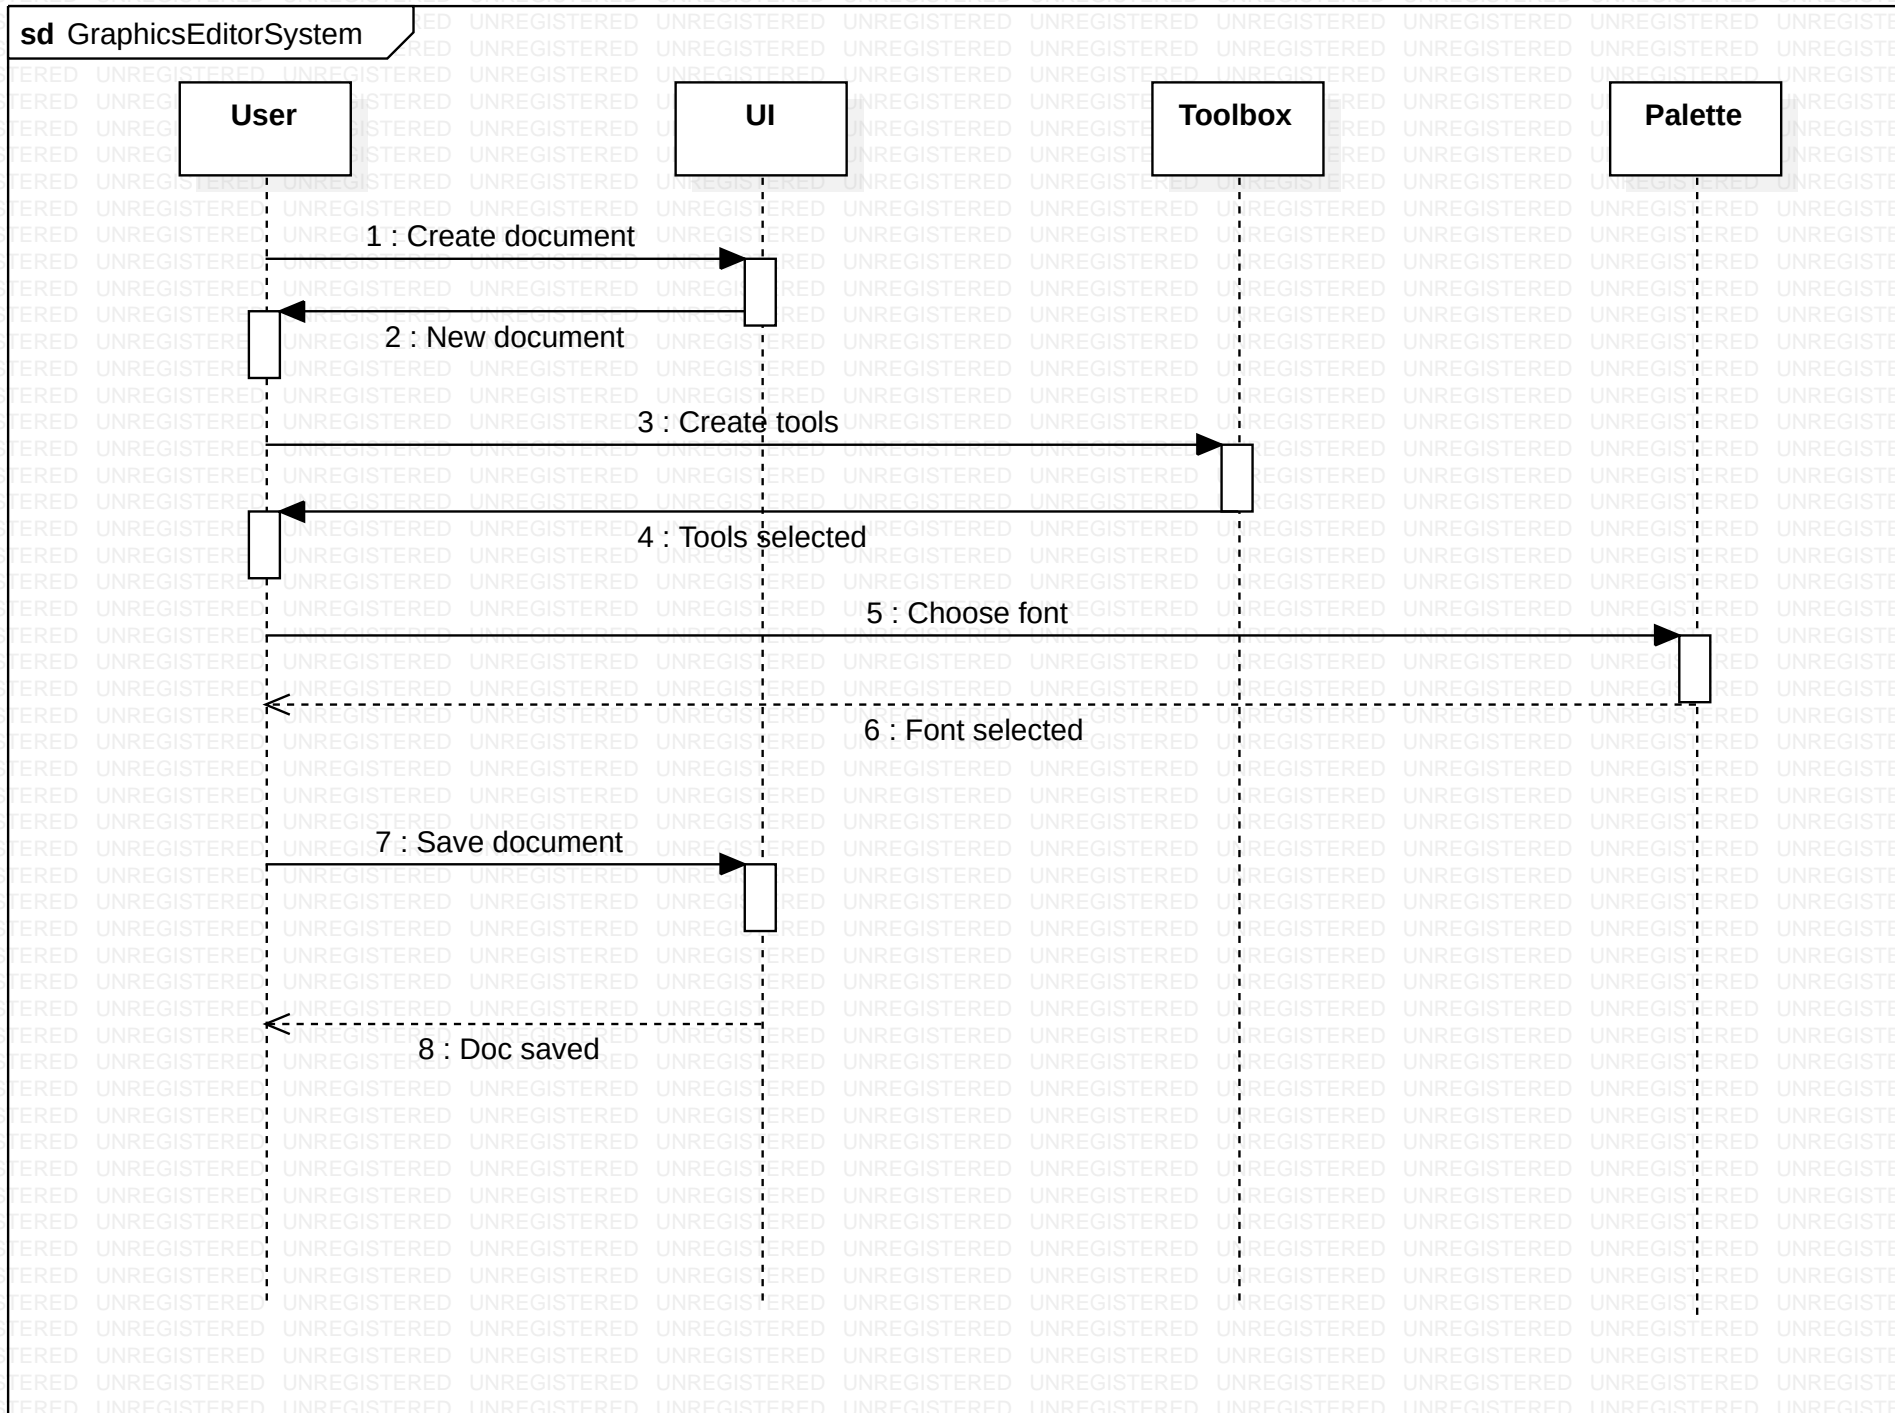 sd GraphicsEditorSystem
User
UI
Toolbox
Palette
1 : Create document
2 : New document
3 : Create tools
4 : Tools selected
5 : Choose font
6 : Font selected
7 : Save document
8 : Doc saved
UNREGISTERED